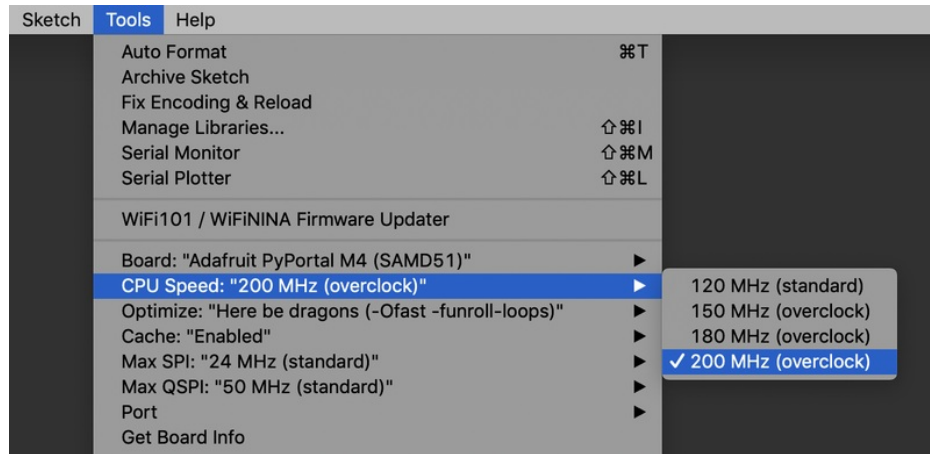 Sketch Tools Help
Auto Format ⌘T
Archive Sketch
Fix Encoding & Reload
Manage Libraries... ⇧⌘I
Serial Monitor ⇧⌘M
Serial Plotter ⇧⌘L
WiFi101 / WiFiNINA Firmware Updater
Board: "Adafruit PyPortal M4 (SAMD51)" ▶
CPU Speed: "200 MHz (overclock)" ▶
Optimize: "Here be dragons (-Ofast -funroll-loops)" ▶
Cache: "Enabled" ▶
Max SPI: "24 MHz (standard)" ▶
Max QSPI: "50 MHz (standard)" ▶
Port ▶
Get Board Info
120 MHz (standard)
150 MHz (overclock)
180 MHz (overclock)
✓ 200 MHz (overclock)